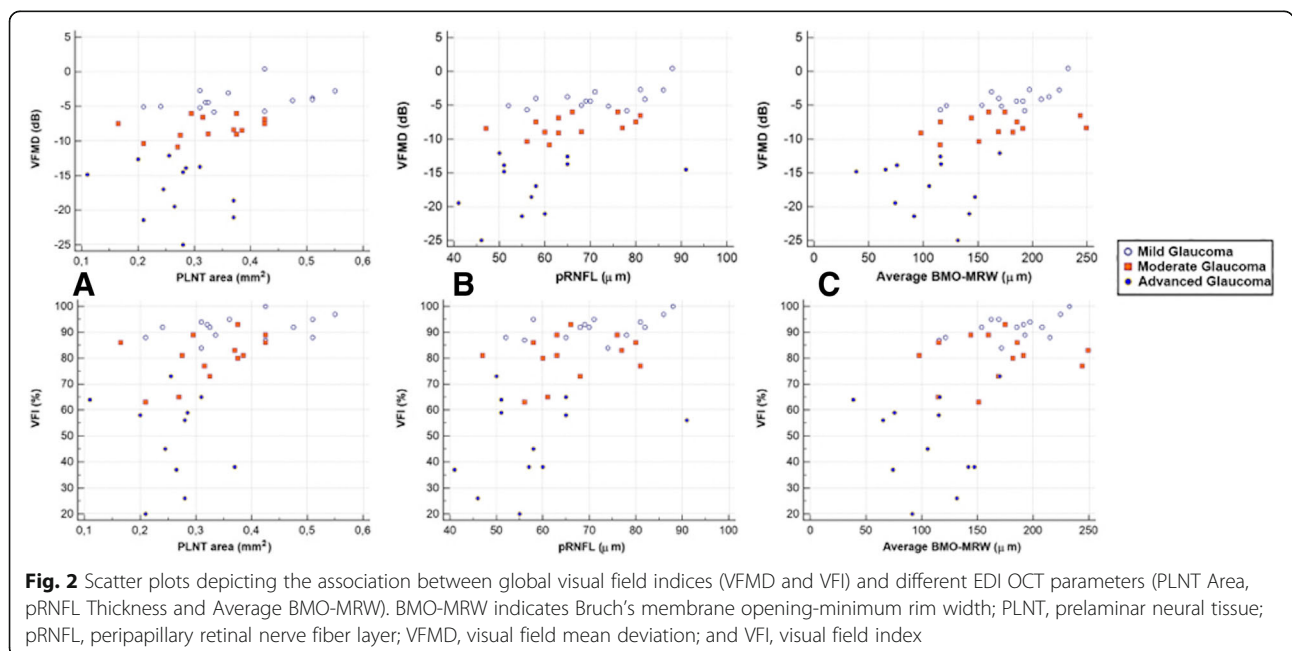 5
0
-5
-10
-15
-20
-25
VFMD (dB)
0,1 0,2 0,3 0,4 0,5 0,6
PLNT area (mm²)
A
5
0
-5
-10
-15
-20
-25
VFMD (dB)
40 50 60 70 80 90 100
pRNFL (μ m)
B
5
0
-5
-10
-15
-20
-25
VFMD (dB)
0 50 100 150 200 250
Average BMO-MRW (μ m)
C
Mild Glaucoma
Moderate Glaucoma
Advanced Glaucoma
100
90
80
70
60
50
40
30
20
VFI (%)
0,1 0,2 0,3 0,4 0,5 0,6
PLNT area (mm²)
100
90
80
70
60
50
40
30
20
VFI (%)
40 50 60 70 80 90 100
pRNFL (μ m)
100
90
80
70
60
50
40
30
20
VFI (%)
0 50 100 150 200 250
Average BMO-MRW (μ m)
Fig. 2 Scatter plots depicting the association between global visual field indices (VFMD and VFI) and different EDI OCT parameters (PLNT Area,
pRNFL Thickness and Average BMO-MRW). BMO-MRW indicates Bruch's membrane opening-minimum rim width; PLNT, prelaminar neural tissue;
pRNFL, peripapillary retinal nerve fiber layer; VFMD, visual field mean deviation; and VFI, visual field index